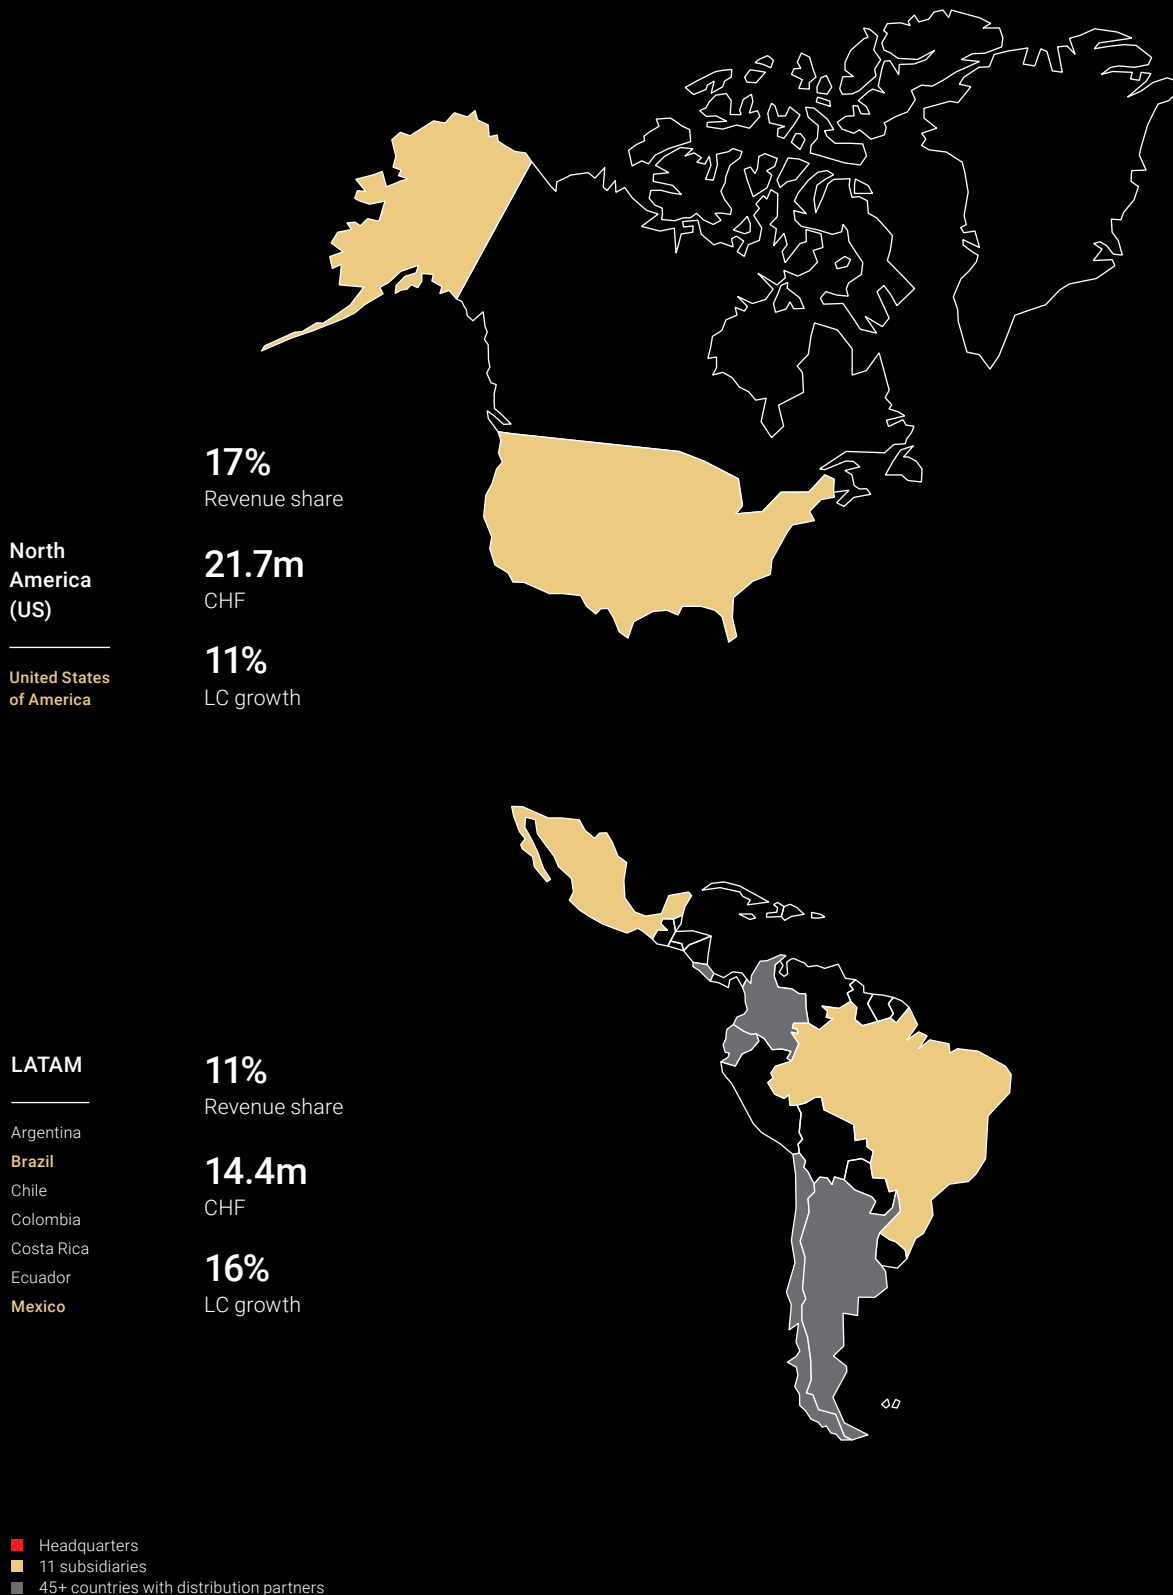 North
America
(US)
United States
of America
17%
Revenue share
21.7m
CHF
11%
LC growth
LATAM
Argentina
Brazil
Chile
Colombia
Costa Rica
Ecuador
Mexico
11%
Revenue share
14.4m
CHF
16%
LC growth
Headquarters
11 subsidiaries
45+ countries with distribution partners